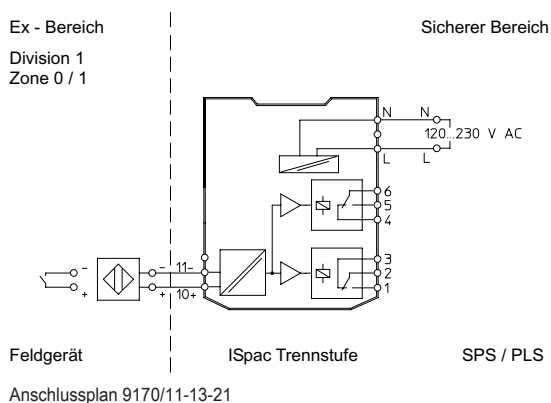 Ex - Bereich
Sicherer Bereich
Division 1
Zone 0 / 1
N
N
120...230 V AC
L
L
6
5
4
3
2
1
-
-
11-
+
+
10+
Feldgerät
ISpac Trennstufe
SPS / PLS
Anschlussplan 9170/11-13-21